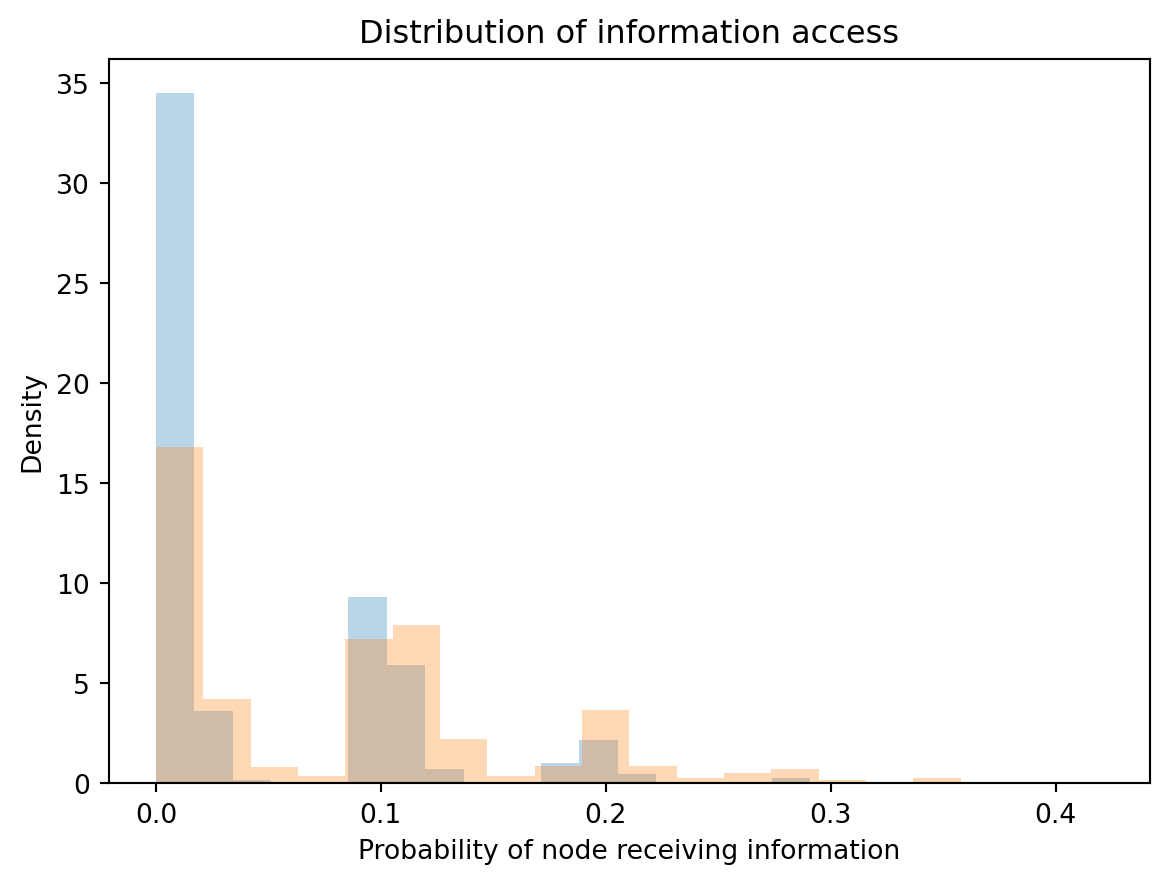 Distribution of information access
35
30
25
20
15
10
5
0
Density
0.0 0.1 0.2 0.3 0.4
Probability of node receiving information